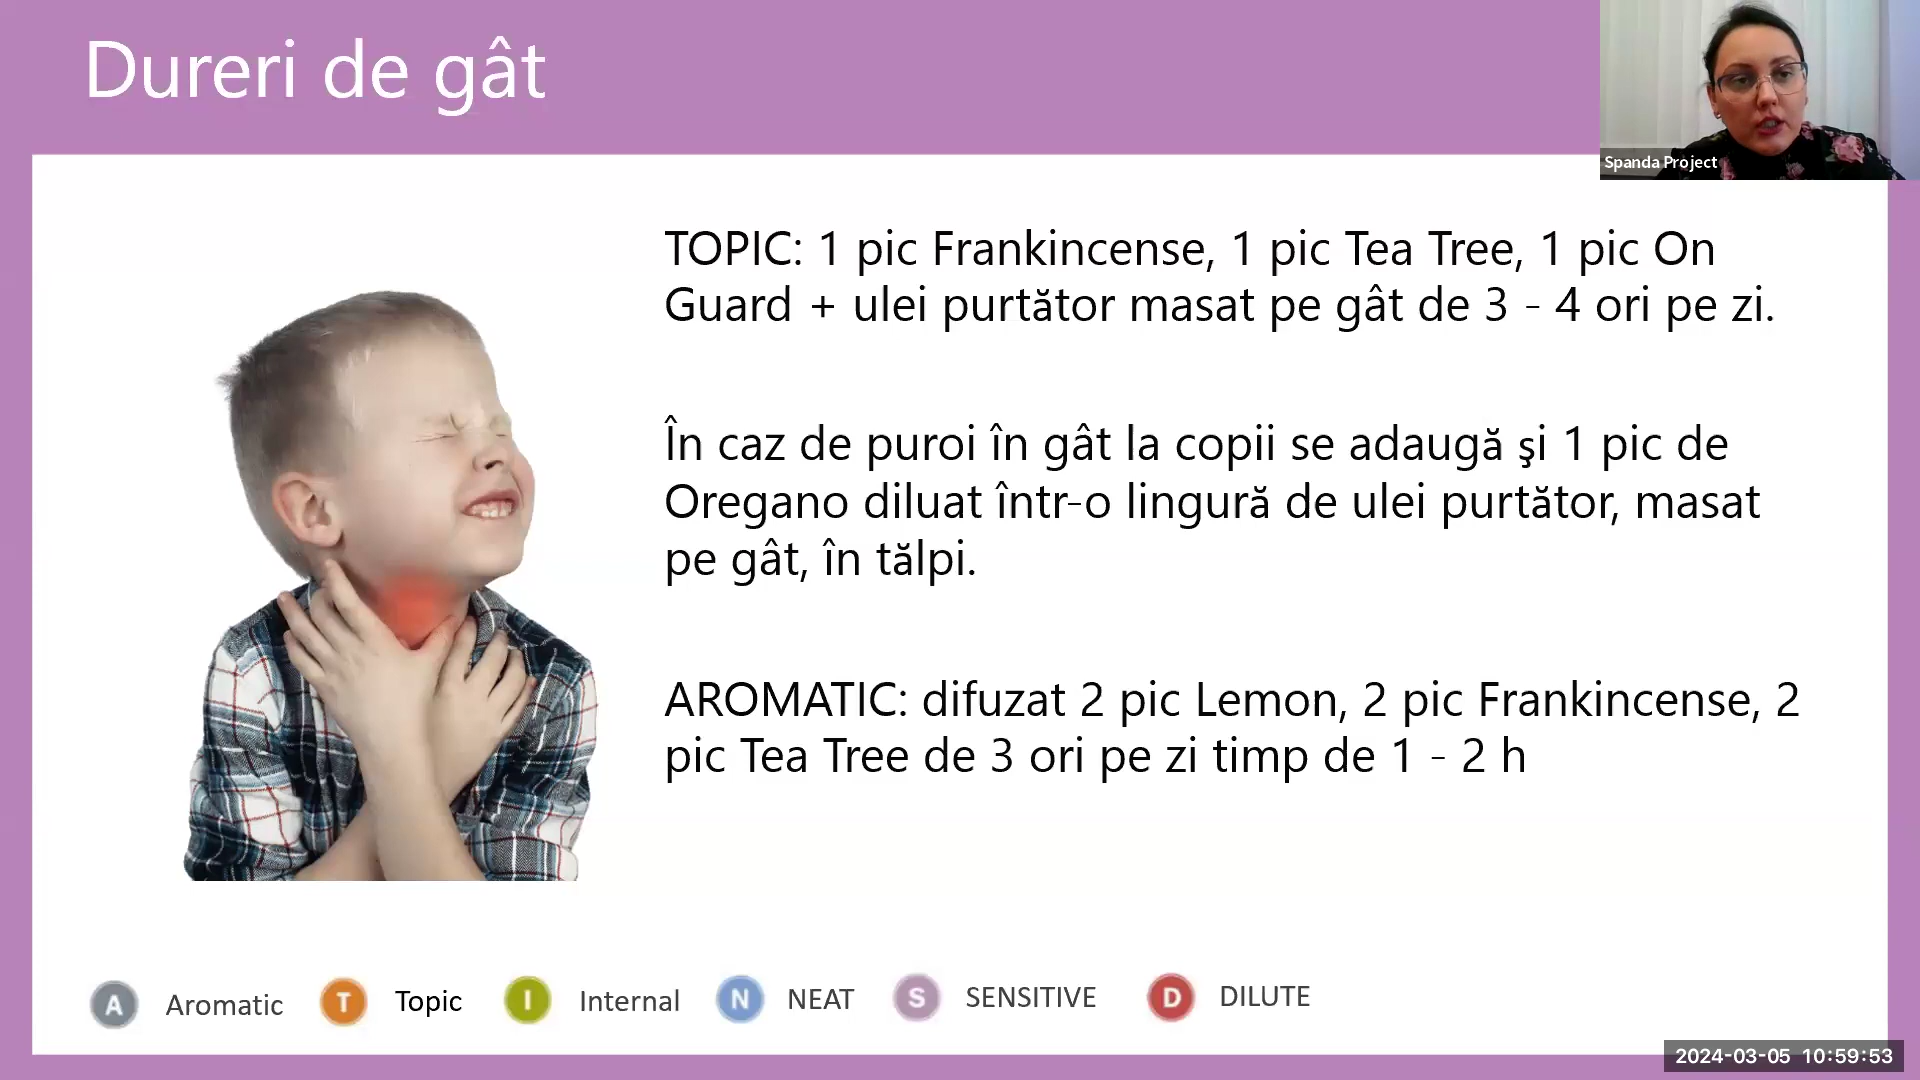 Dureri de gât
Spanda Project
TOPIC: 1 pic Frankincense, 1 pic Tea Tree, 1 pic On
Guard + ulei purtător masat pe gât de 3 - 4 ori pe zi.
În caz de puroi în gât la copii se adaugă şi 1 pic de
Oregano diluat într-o lingură de ulei purtător, masat
pe gât, în tălpi.
AROMATIC: difuzat 2 pic Lemon, 2 pic Frankincense, 2
pic Tea Tree de 3 ori pe zi timp de 1 - 2 h
A Aromatic T Topic I Internal N NEAT S SENSITIVE D DILUTE
2024-03-05 10:59:53